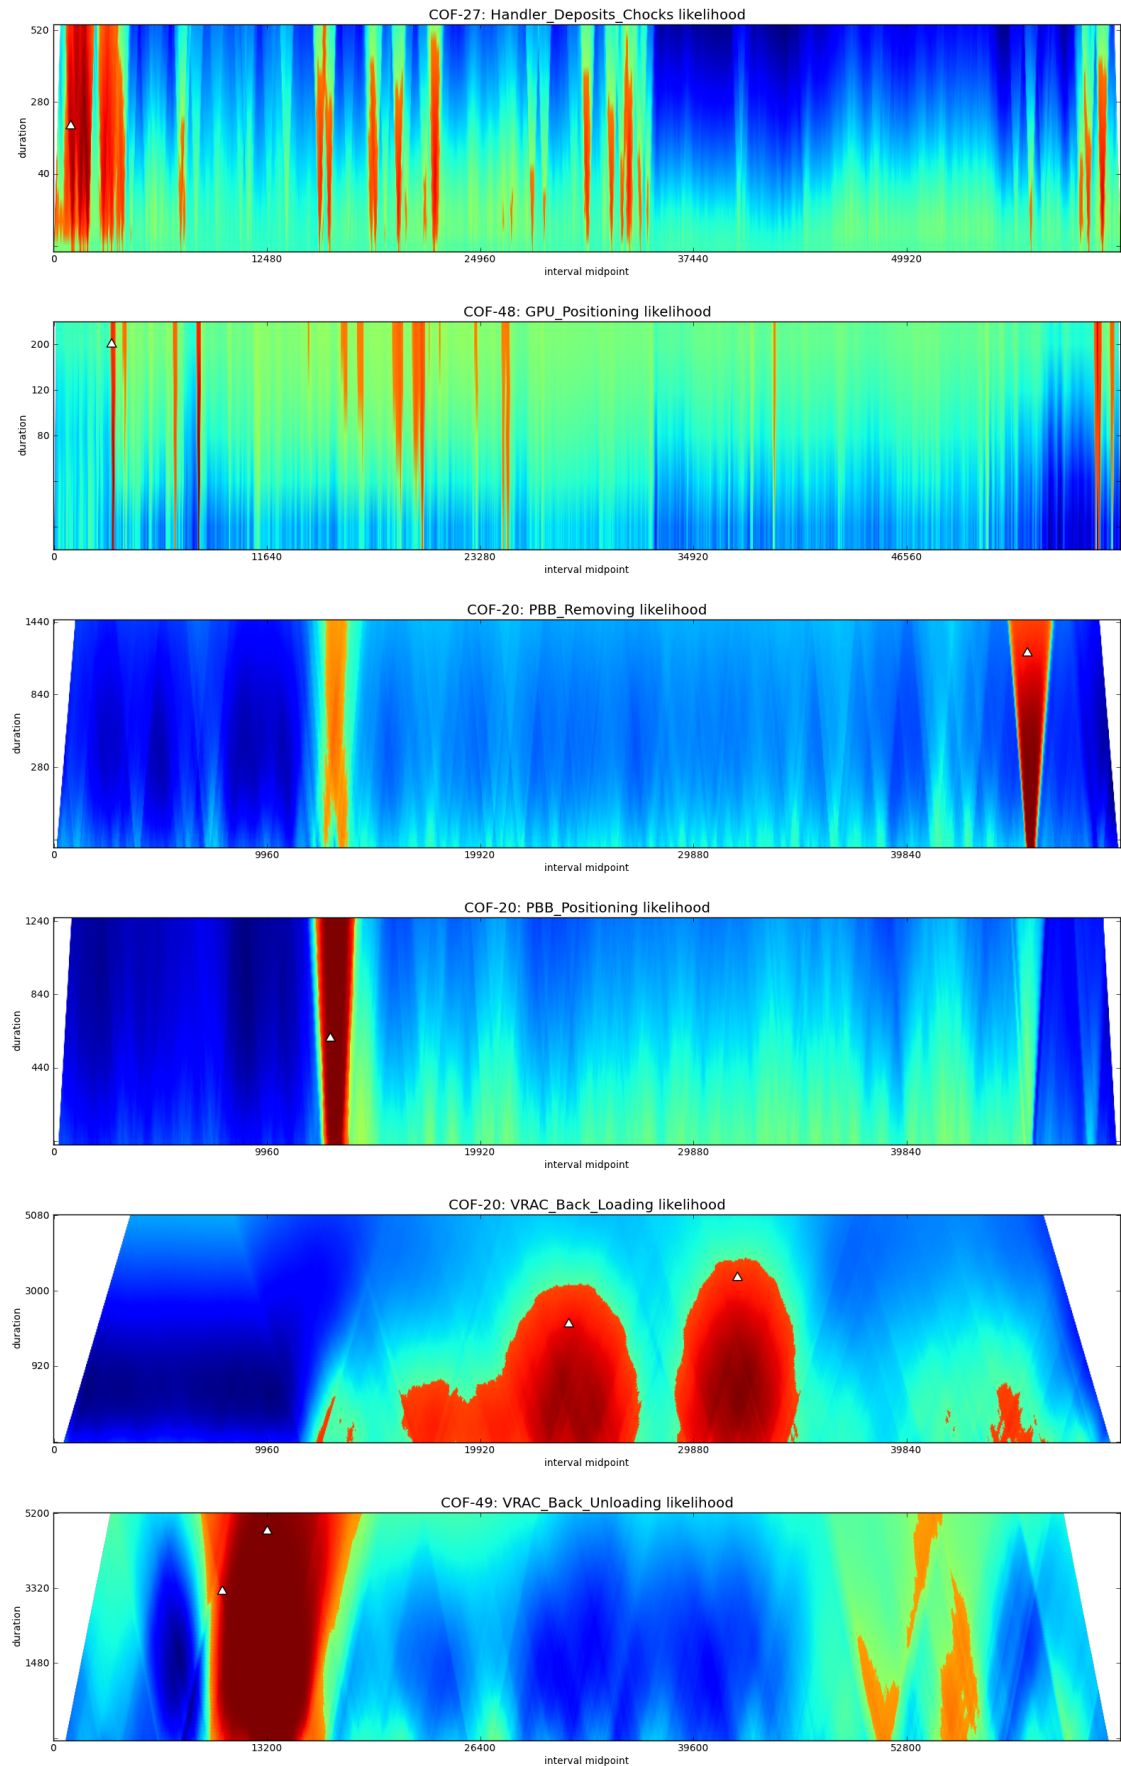 COF-27: Handler_Deposits_Chocks likelihood
520
280
40
duration
0 12480 24960 37440 49920
interval midpoint
COF-48: GPU_Positioning likelihood
200
120
80
duration
0 11640 23280 34920 46560
interval midpoint
COF-20: PBB_Removing likelihood
1440
840
280
duration
0 9960 19920 29880 39840
interval midpoint
COF-20: PBB_Positioning likelihood
1240
840
440
duration
0 9960 19920 29880 39840
interval midpoint
COF-20: VRAC_Back_Loading likelihood
5080
3000
920
duration
0 9960 19920 29880 39840
interval midpoint
COF-49: VRAC_Back_Unloading likelihood
5200
3320
1480
duration
0 13200 26400 39600 52800
interval midpoint